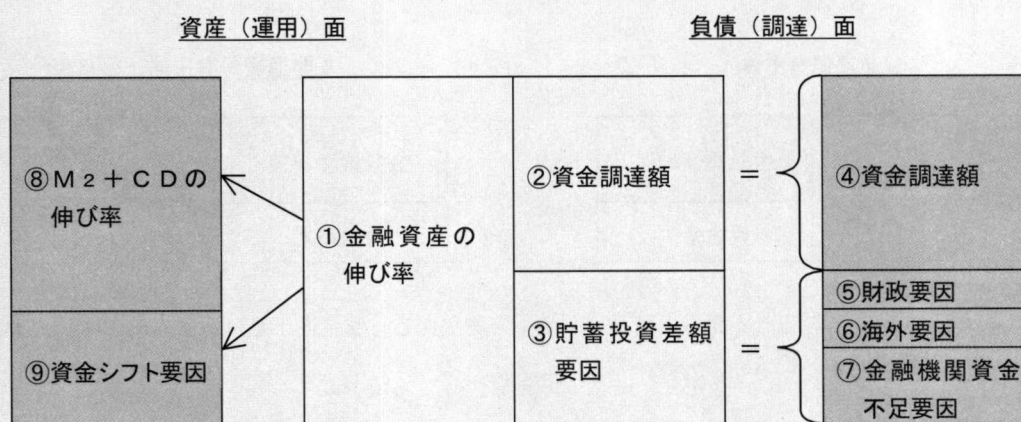 資産（運用）面
負債（調達）面
⑧Ｍ２＋ＣＤの
伸び率
⑨資金シフト要因
①金融資産の
伸び率
②資金調達額
③貯蓄投資差額
要因
＝
＝
④資金調達額
⑤財政要因
⑥海外要因
⑦金融機関資金
不足要因